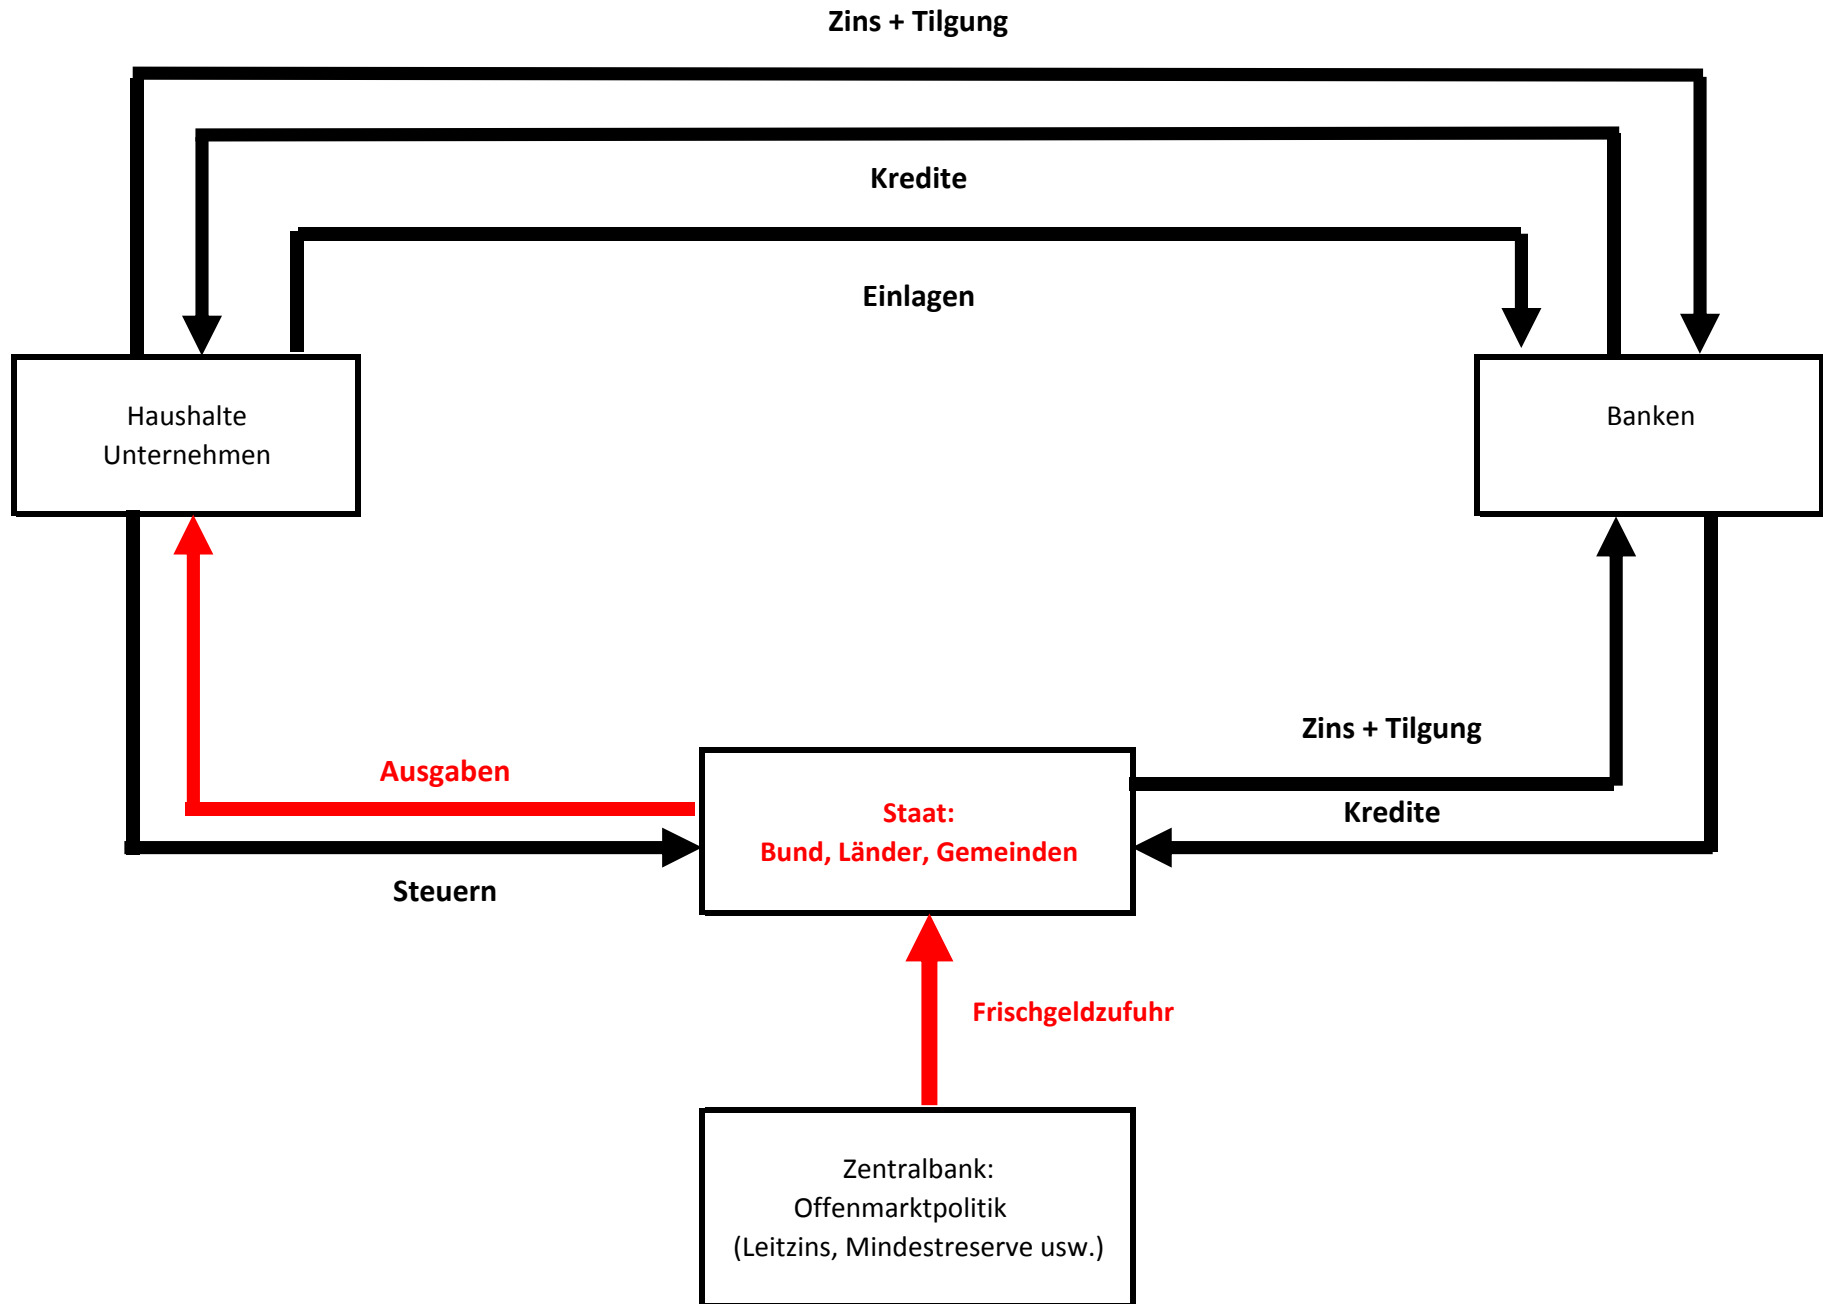 Zins + Tilgung
Kredite
Einlagen
Haushalte
Unternehmen
Banken
Zins + Tilgung
Ausgaben
Staat:
Bund, Länder, Gemeinden
Kredite
Steuern
Frischgeldzufuhr
Zentralbank:
Offenmarktpolitik
(Leitzins, Mindestreserve usw.)